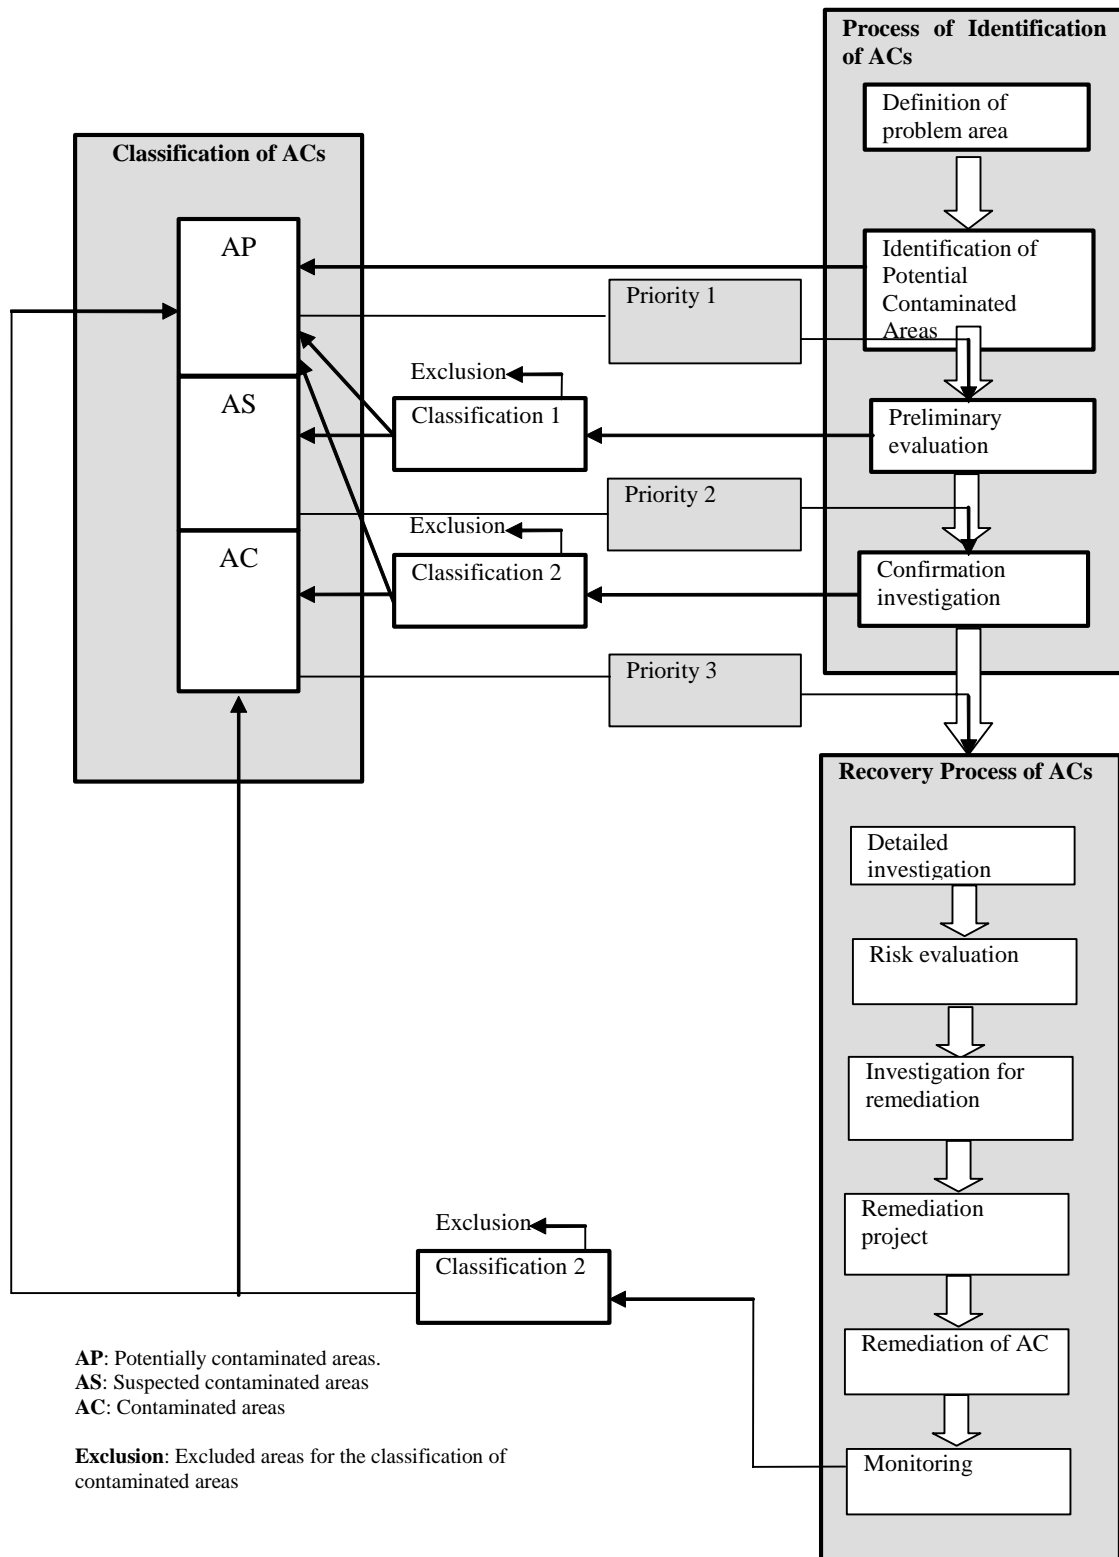 Process of Identification
of ACs
Definition of
problem area
Classification of ACs
AP
Identification of
Potential
Contaminated
Areas
Priority 1
Exclusion
AS
Classification 1
Preliminary
evaluation
Priority 2
Exclusion
AC
Classification 2
Confirmation
investigation
Priority 3
Recovery Process of ACs
Detailed
investigation
Risk evaluation
Investigation for
remediation
Remediation
project
Exclusion
Classification 2
Remediation of AC
Monitoring
AP: Potentially contaminated areas.
AS: Suspected contaminated areas
AC: Contaminated areas
Exclusion: Excluded areas for the classification of
contaminated areas